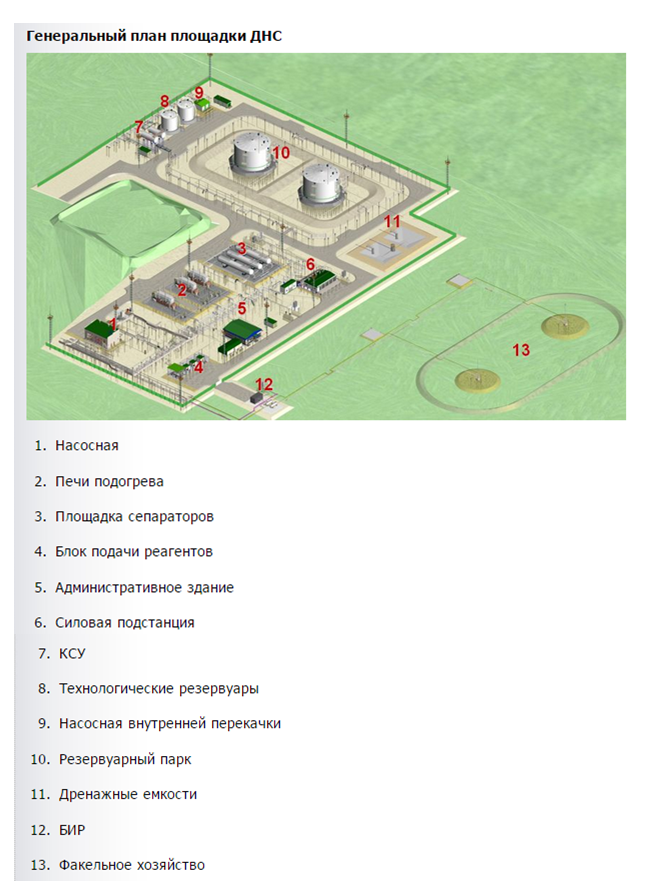 Генеральный план площадки ДНС
9
8
7
10
11
3
6
2
5
1
4
12
13
1. Насосная
2. Печи подогрева
3. Площадка сепараторов
4. Блок подачи реагентов
5. Административное здание
6. Силовая подстанция
7. КСУ
8. Технологические резервуары
9. Насосная внутренней перекачки
10. Резервуарный парк
11. Дренажные емкости
12. БИР
13. Факельное хозяйство